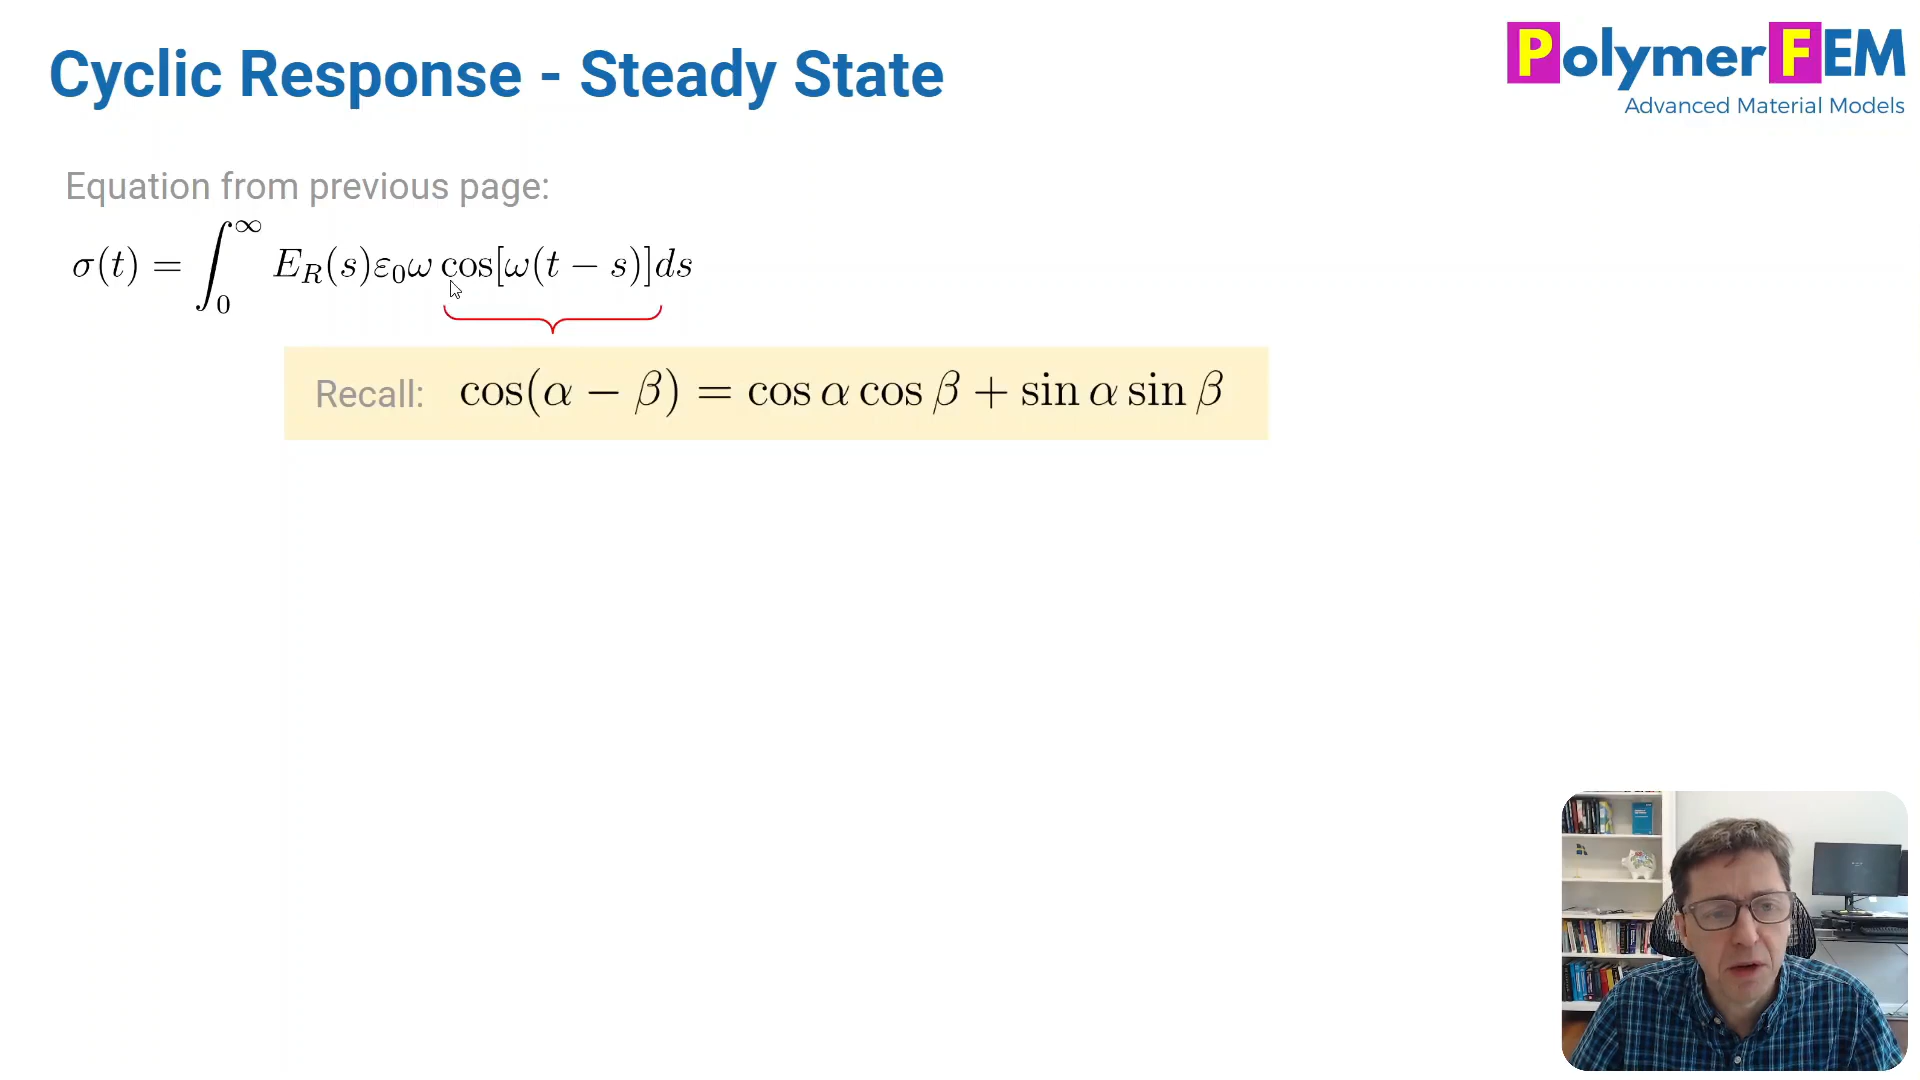 Cyclic Response - Steady State
PolymerFEM
Advanced Material Models
Equation from previous page:
σ(t) = ∫₀^∞ E_R(s)ε₀ω cos[ω(t − s)]ds
Recall: cos(α − β) = cos α cos β + sin α sin β